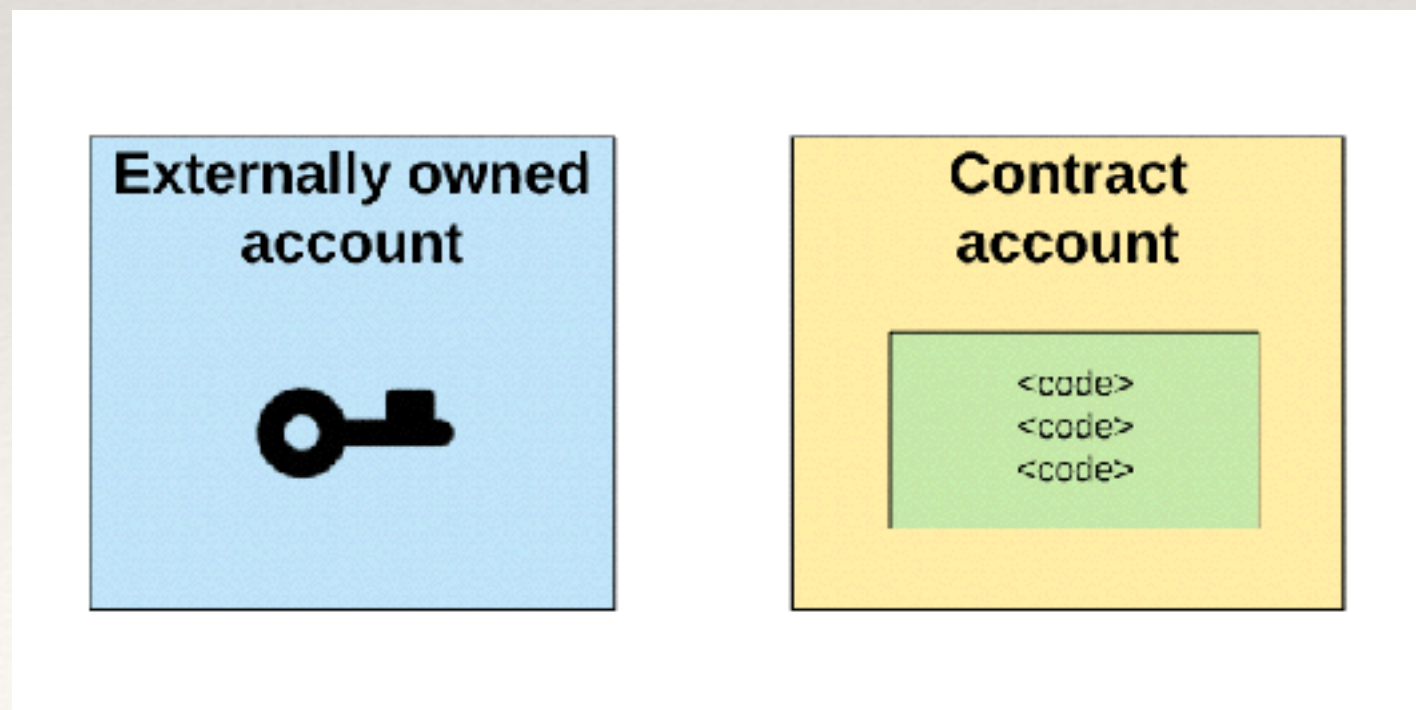 Externally owned
account
Contract
account
<code>
<code>
<code>